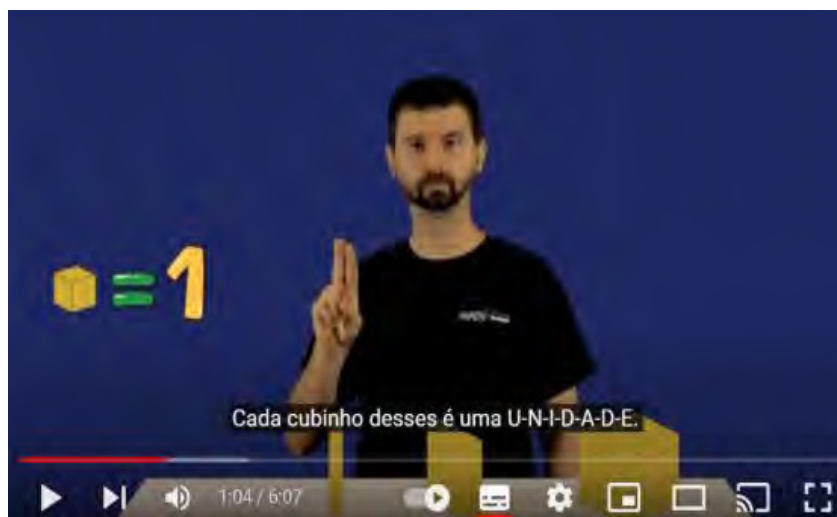 = 1
Cada cubinho desses é uma U-N-I-D-A-D-E.
1:04 / 6:07